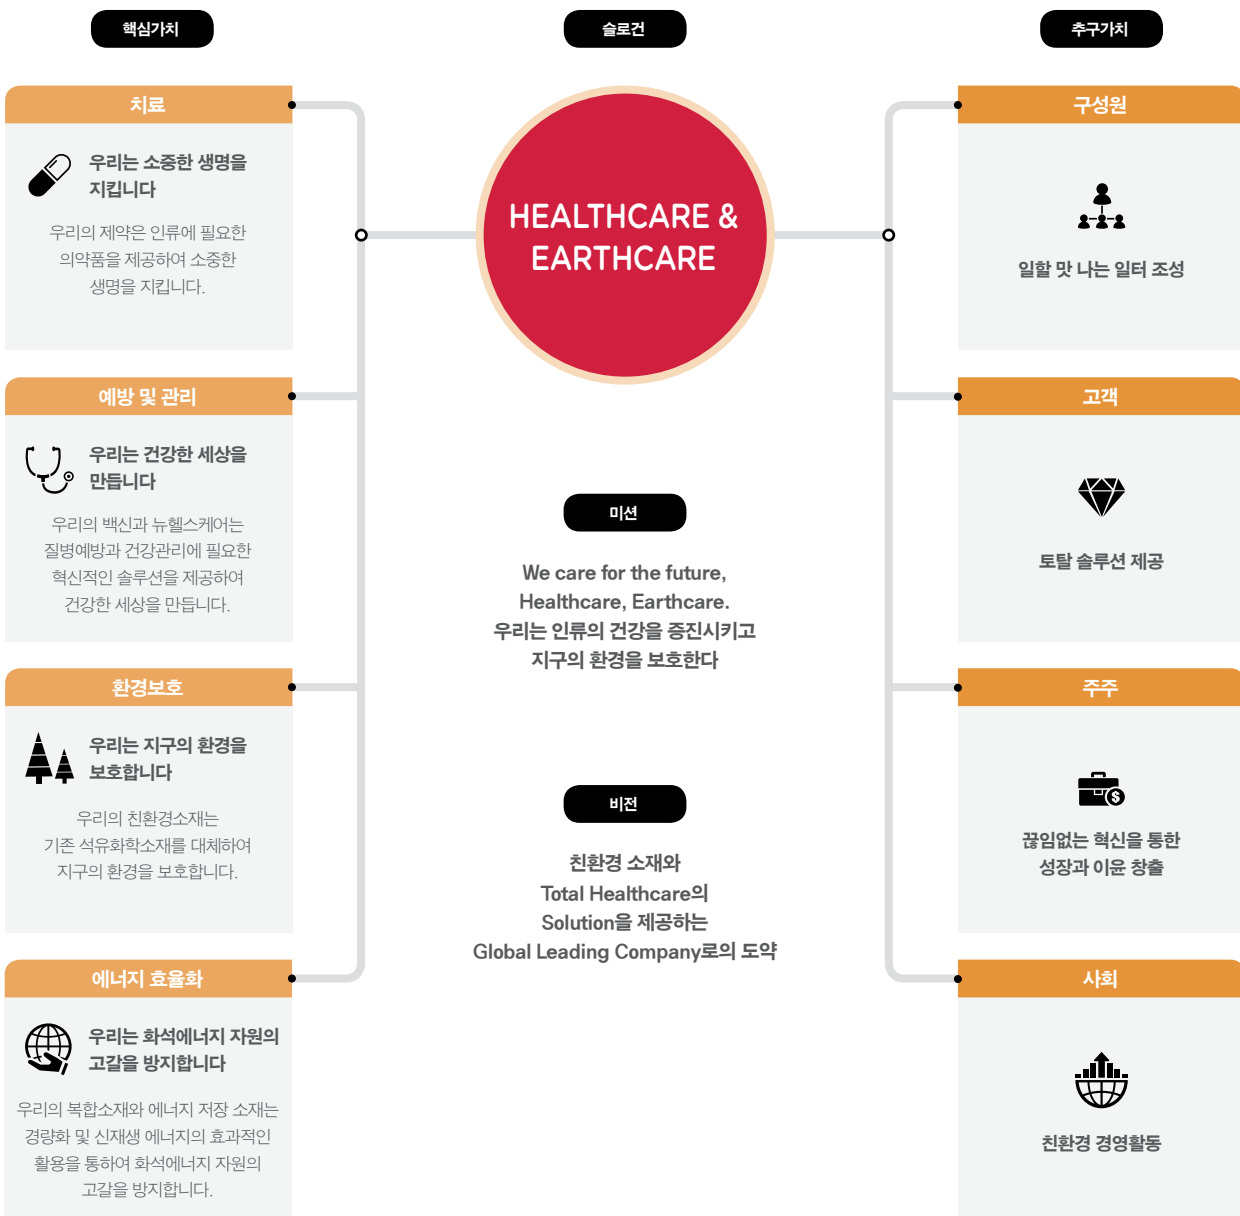 핵심가치
치료
우리는 소중한 생명을
지킵니다
우리의 제약은 인류에 필요한
의약품을 제공하여 소중한
생명을 지킵니다.
예방 및 관리
우리는 건강한 세상을
만듭니다
우리의 백신과 뉴헬스케어는
질병예방과 건강관리에 필요한
혁신적인 솔루션을 제공하여
건강한 세상을 만듭니다.
환경보호
우리는 지구의 환경을
보호합니다
우리의 친환경소재는
기존 석유화학소재를 대체하여
지구의 환경을 보호합니다.
에너지 효율화
우리는 화석에너지 자원의
고갈을 방지합니다
우리의 복합소재와 에너지 저장 소재는
경량화 및 신재생 에너지의 효과적인
활용을 통하여 화석에너지 자원의
고갈을 방지합니다.
슬로건
HEALTHCARE &
EARTHCARE
미션
We care for the future,
Healthcare, Earthcare.
우리는 인류의 건강을 증진시키고
지구의 환경을 보호한다
비전
친환경 소재와
Total Healthcare의
Solution을 제공하는
Global Leading Company로의 도약
추구가치
구성원
일할 맛 나는 일터 조성
고객
토탈 솔루션 제공
주주
$
끊임없는 혁신을 통한
성장과 이윤 창출
사회
친환경 경영활동